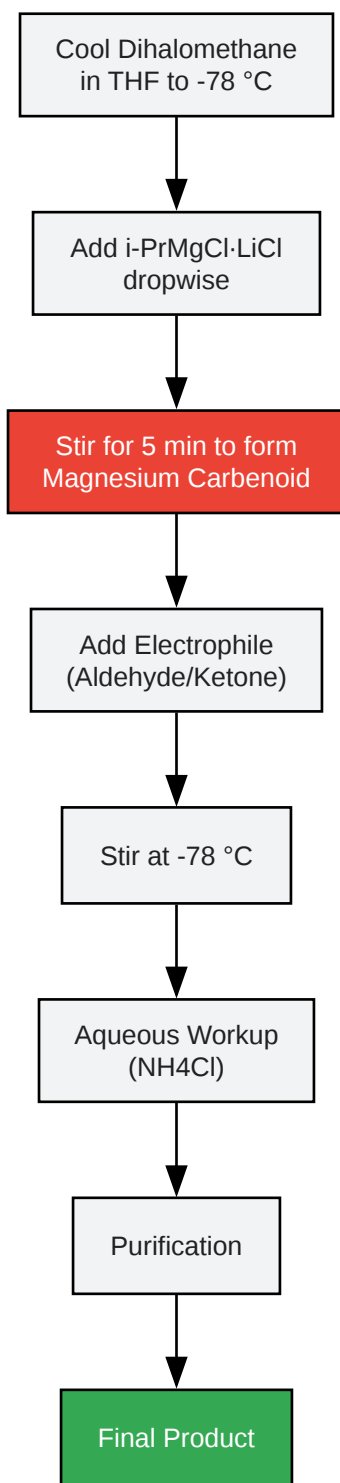 Cool Dihalomethane
in THF to -78 °C
Add i-PrMgCl·LiCl
dropwise
Stir for 5 min to form
Magnesium Carbenoid
Add Electrophile
(Aldehyde/Ketone)
Stir at -78 °C
Aqueous Workup
(NH4Cl)
Purification
Final Product